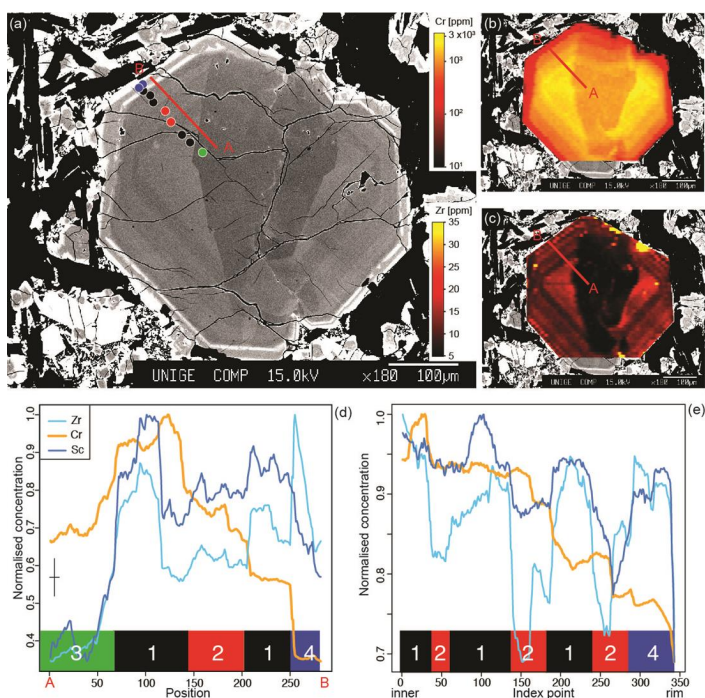 (a)
B
A
UNIGE COMP 15.0kV ×180 100μm
Cr [ppm]
3 x10³
10³
10²
10¹
Zr [ppm]
35
30
25
20
15
10
5
(b)
B
A
UNIGE COMP 15.0kV ×180 100μm
(c)
B
A
UNIGE COMP 15.0kV ×180 100μm
(d)
Normalised concentration
1.0
0.9
0.8
0.7
0.6
0.5
0.4
Zr
Cr
Sc
3 1 2 1 4
0 50 100 150 200 250
A Position B
(e)
Normalised concentration
1.0
0.9
0.8
0.7
1 2 1 2 1 2 4
0 50 100 150 200 250 300 350
inner Index point rim